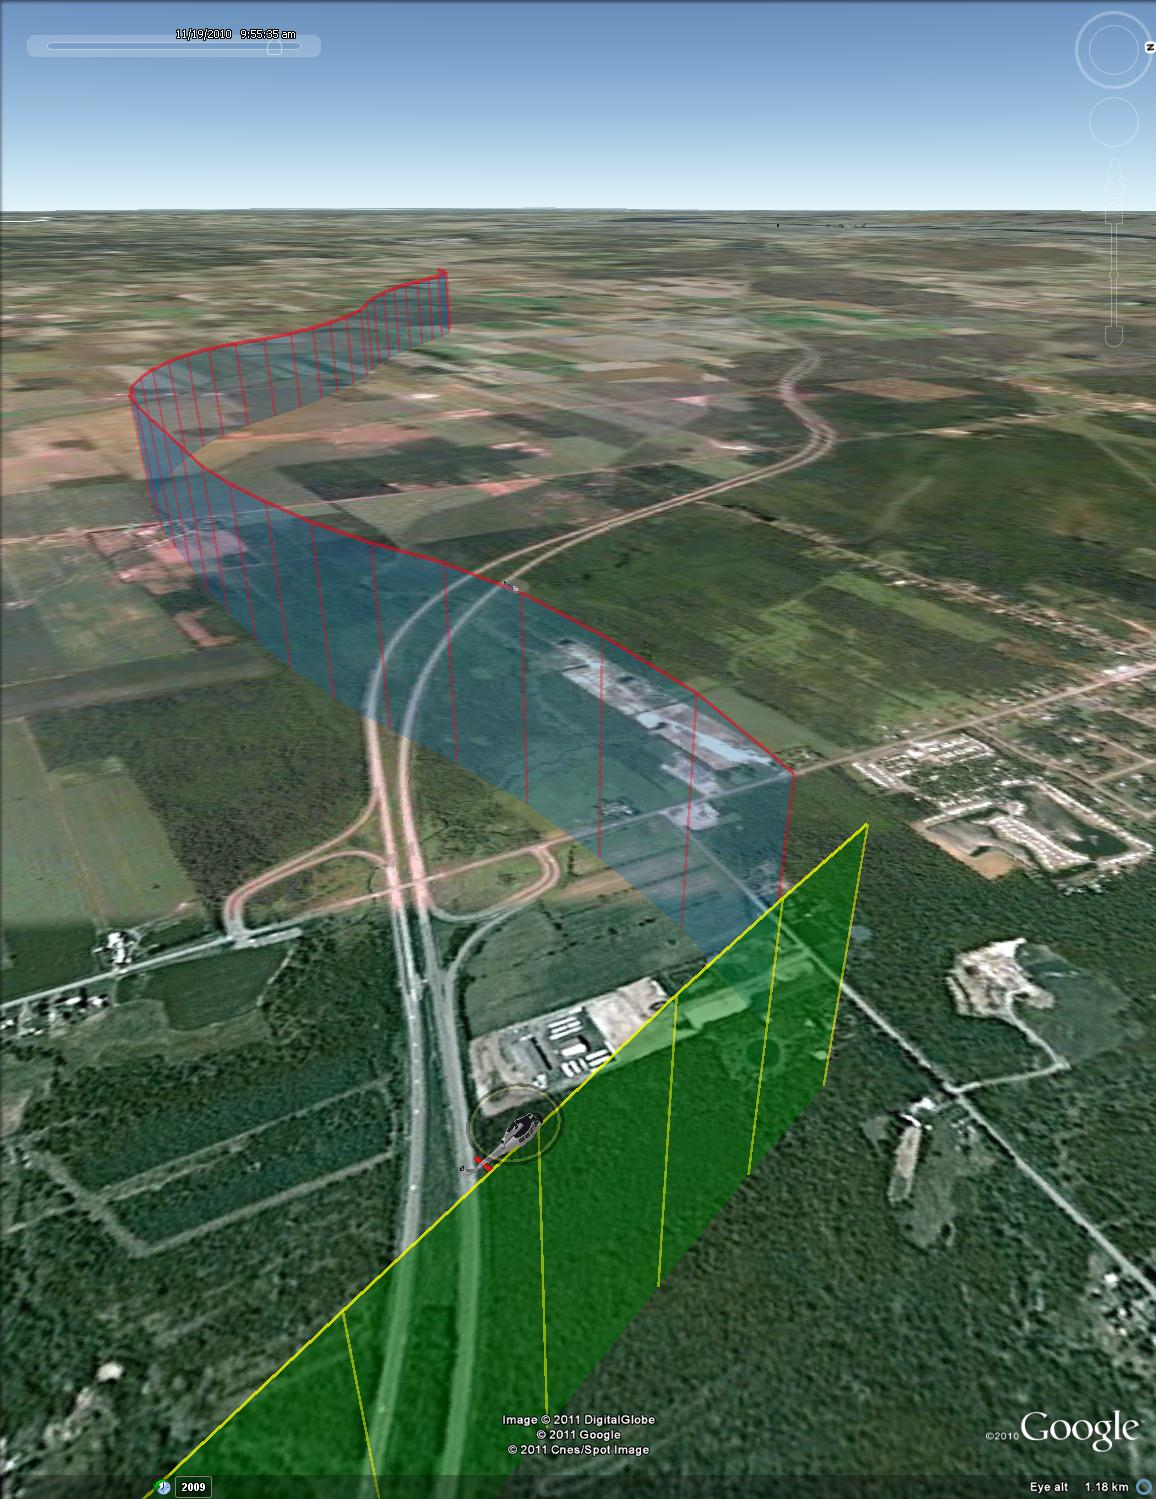 11/19/2010 9:55:35 am
N
Image © 2011 DigitalGlobe
© 2011 Google
© 2011 Cnes/Spot Image
©2010 Google
2009
Eye alt 1.18 km